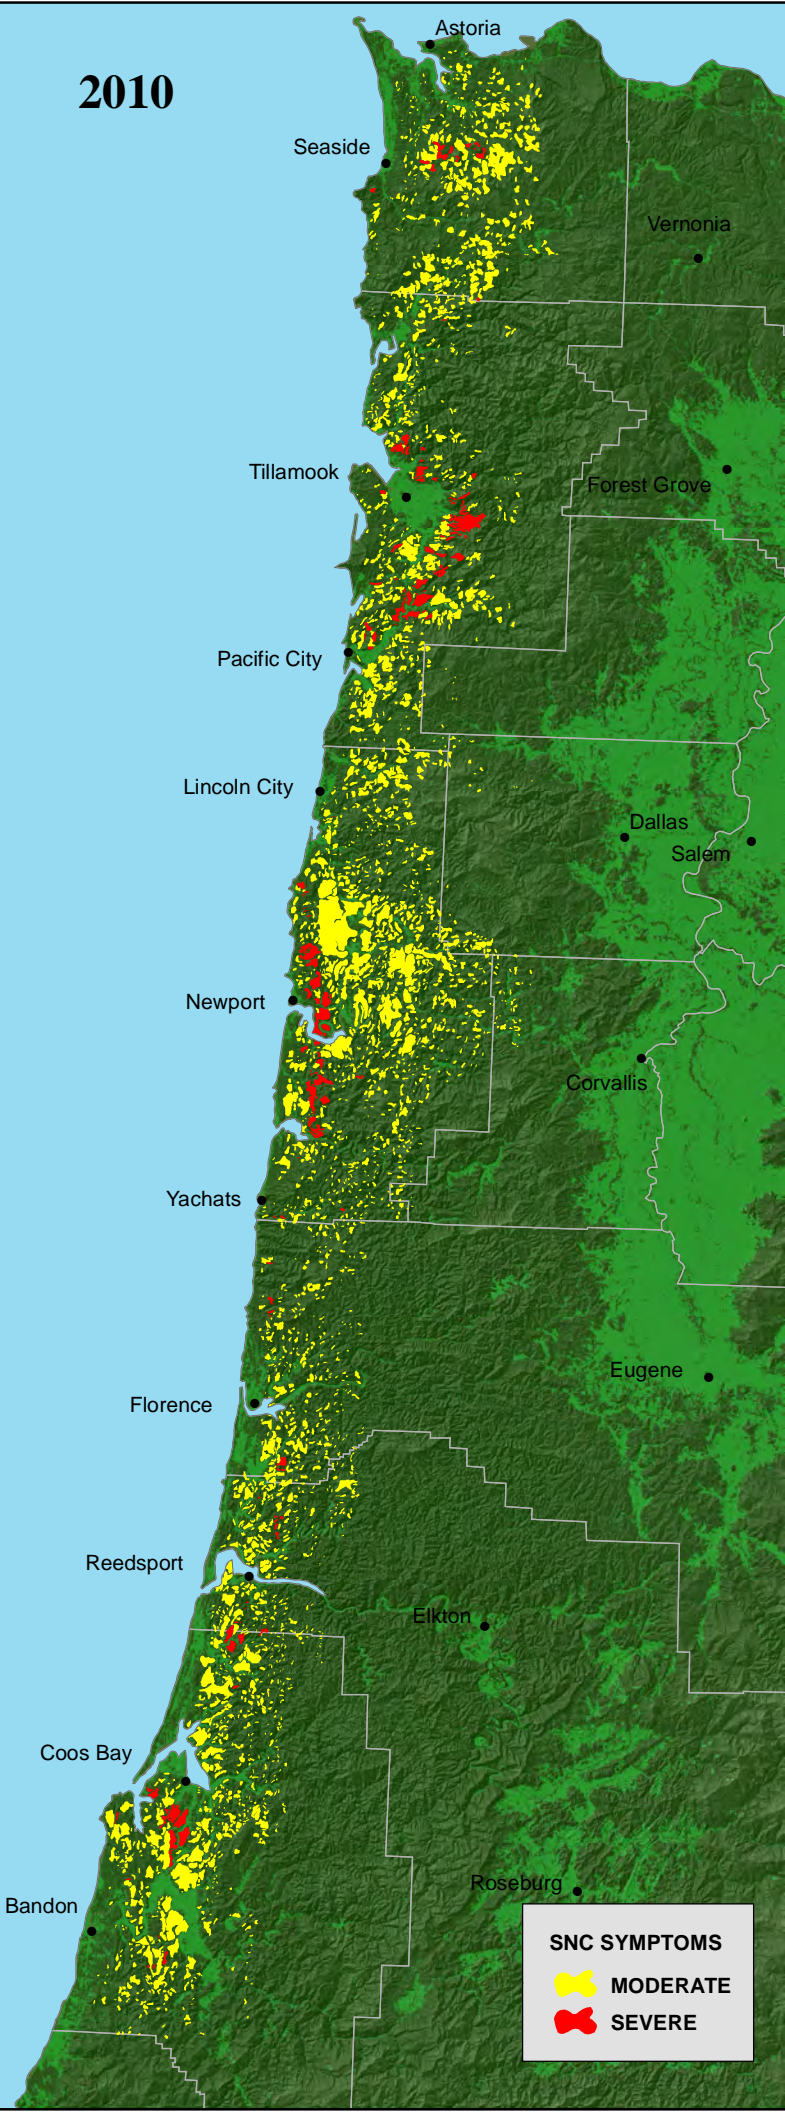 Astoria
2010
Seaside
Vernonia
Tillamook
Forest Grove
Pacific City
Lincoln City
Dallas
Salem
Newport
Corvallis
Yachats
Eugene
Florence
Reedsport
Elkton
Coos Bay
Roseburg
Bandon
SNC SYMPTOMS
MODERATE
SEVERE